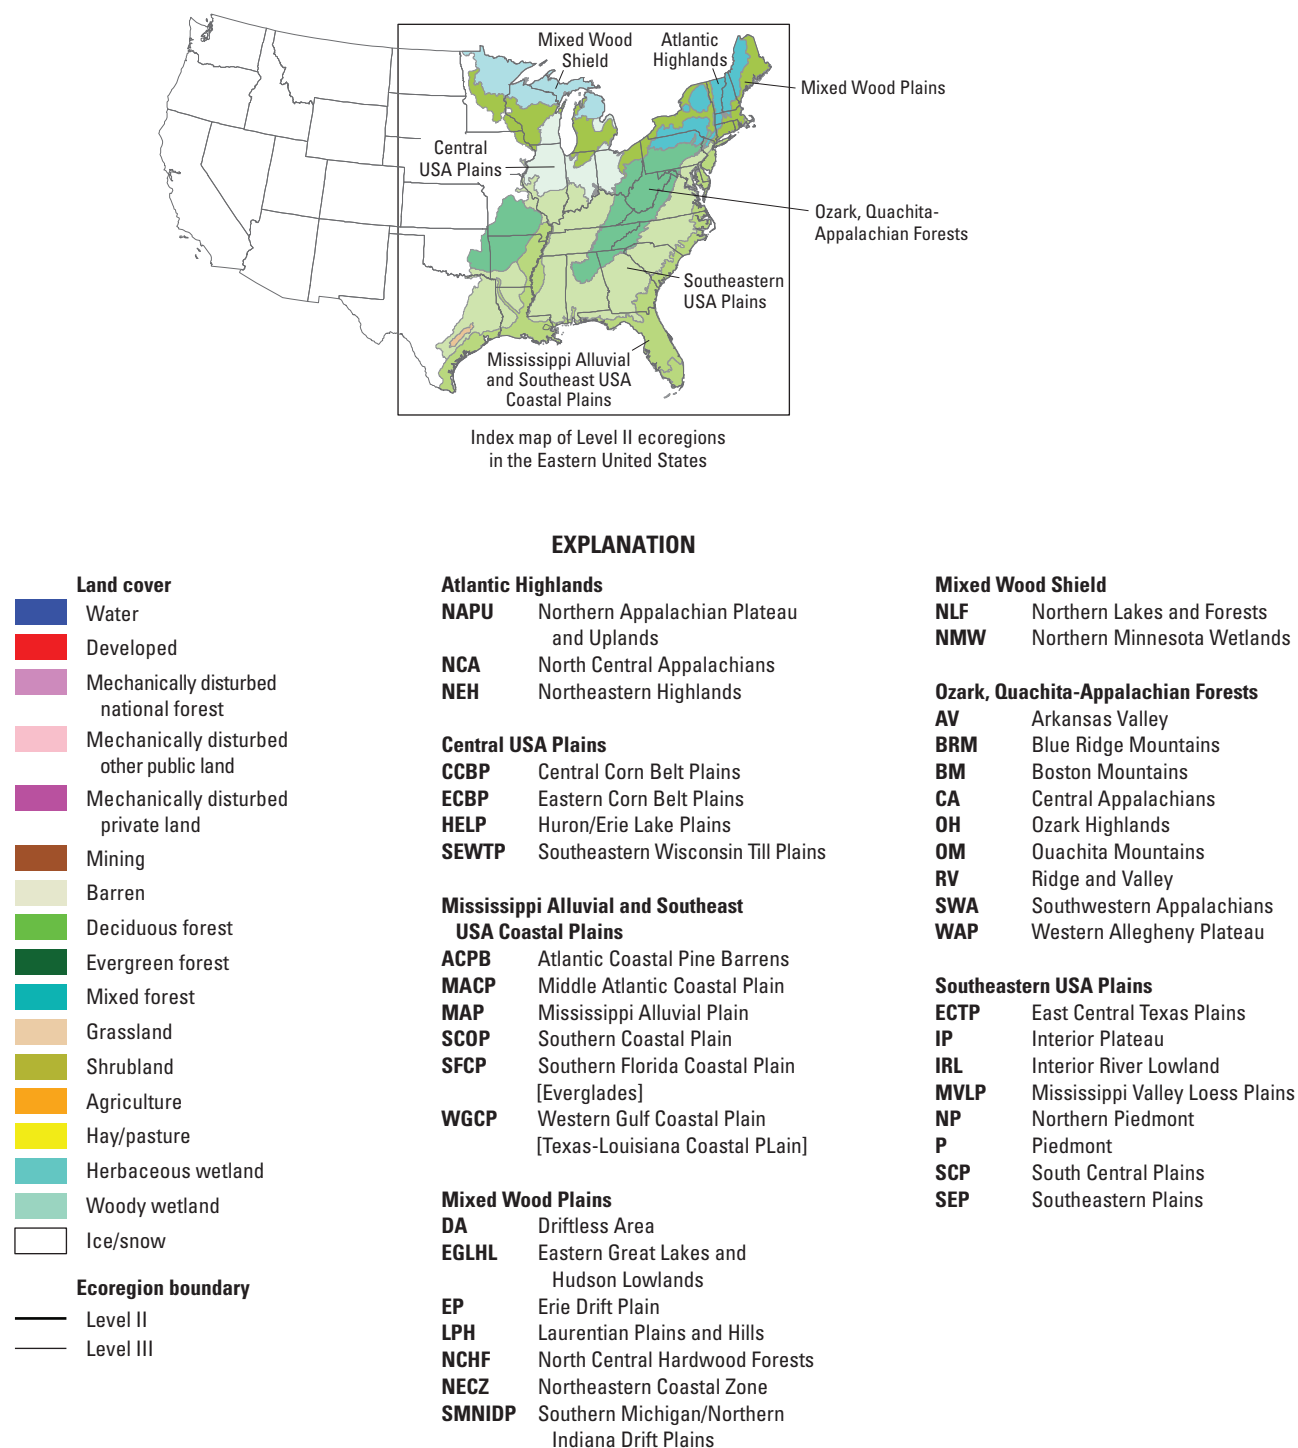 Mixed Wood
Shield
Atlantic
Highlands
Mixed Wood Plains
Central
USA Plains
Ozark, Quachita-
Appalachian Forests
Southeastern
USA Plains
Mississippi Alluvial
and Southeast USA
Coastal Plains
Index map of Level II ecoregions
in the Eastern United States
EXPLANATION
Land cover
Water
Developed
Mechanically disturbed
national forest
Mechanically disturbed
other public land
Mechanically disturbed
private land
Mining
Barren
Deciduous forest
Evergreen forest
Mixed forest
Grassland
Shrubland
Agriculture
Hay/pasture
Herbaceous wetland
Woody wetland
Ice/snow
Ecoregion boundary
Level II
Level III
Atlantic Highlands
NAPU Northern Appalachian Plateau
and Uplands
NCA North Central Appalachians
NEH Northeastern Highlands
Central USA Plains
CCBP Central Corn Belt Plains
ECBP Eastern Corn Belt Plains
HELP Huron/Erie Lake Plains
SEWTP Southeastern Wisconsin Till Plains
Mississippi Alluvial and Southeast
USA Coastal Plains
ACPB Atlantic Coastal Pine Barrens
MACP Middle Atlantic Coastal Plain
MAP Mississippi Alluvial Plain
SCOP Southern Coastal Plain
SFCP Southern Florida Coastal Plain
[Everglades]
WGCP Western Gulf Coastal Plain
[Texas-Louisiana Coastal PLain]
Mixed Wood Plains
DA Driftless Area
EGLHL Eastern Great Lakes and
Hudson Lowlands
EP Erie Drift Plain
LPH Laurentian Plains and Hills
NCHF North Central Hardwood Forests
NECZ Northeastern Coastal Zone
SMNIDP Southern Michigan/Northern
Indiana Drift Plains
Mixed Wood Shield
NLF Northern Lakes and Forests
NMW Northern Minnesota Wetlands
Ozark, Quachita-Appalachian Forests
AV Arkansas Valley
BRM Blue Ridge Mountains
BM Boston Mountains
CA Central Appalachians
OH Ozark Highlands
OM Ouachita Mountains
RV Ridge and Valley
SWA Southwestern Appalachians
WAP Western Allegheny Plateau
Southeastern USA Plains
ECTP East Central Texas Plains
IP Interior Plateau
IRL Interior River Lowland
MVLP Mississippi Valley Loess Plains
NP Northern Piedmont
P Piedmont
SCP South Central Plains
SEP Southeastern Plains